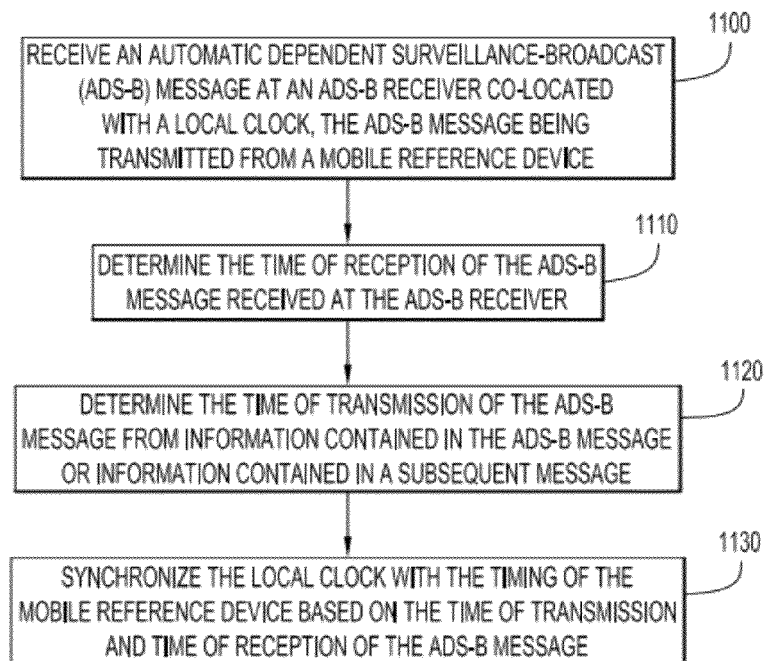 1100
RECEIVE AN AUTOMATIC DEPENDENT SURVEILLANCE-BROADCAST
(ADS-B) MESSAGE AT AN ADS-B RECEIVER CO-LOCATED
WITH A LOCAL CLOCK, THE ADS-B MESSAGE BEING
TRANSMITTED FROM A MOBILE REFERENCE DEVICE
1110
DETERMINE THE TIME OF RECEPTION OF THE ADS-B
MESSAGE RECEIVED AT THE ADS-B RECEIVER
1120
DETERMINE THE TIME OF TRANSMISSION OF THE ADS-B
MESSAGE FROM INFORMATION CONTAINED IN THE ADS-B MESSAGE
OR INFORMATION CONTAINED IN A SUBSEQUENT MESSAGE
1130
SYNCHRONIZE THE LOCAL CLOCK WITH THE TIMING OF THE
MOBILE REFERENCE DEVICE BASED ON THE TIME OF TRANSMISSION
AND TIME OF RECEPTION OF THE ADS-B MESSAGE